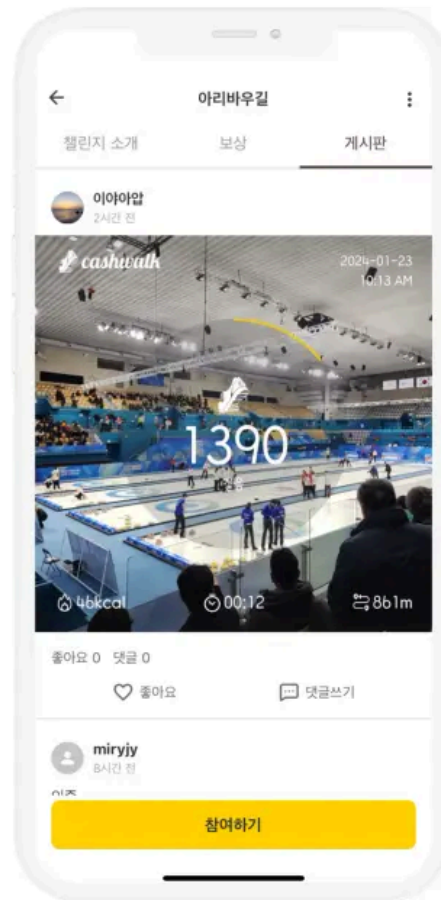 아리바우길
챌린지 소개 보상 게시판
이야아압
2시간 전
cashwalk
2024-01-23
10:13 AM
1390
46kcal 00:12 861m
좋아요 0 댓글 0
좋아요 댓글쓰기
miryjy
8시간 전
참여하기